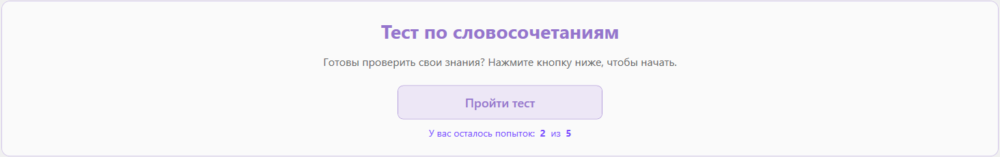 Тест по словосочетаниям
Готовы проверить свои знания? Нажмите кнопку ниже, чтобы начать.
Пройти тест
У вас осталось попыток: 2 из 5